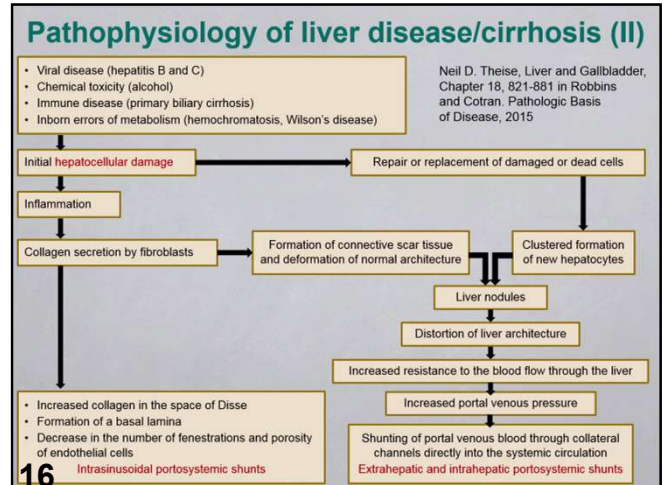 Pathophysiology of liver disease/cirrhosis (II)
• Viral disease (hepatitis B and C)
• Chemical toxicity (alcohol)
• Immune disease (primary biliary cirrhosis)
• Inborn errors of metabolism (hemochromatosis, Wilson's disease)
Neil D. Theise, Liver and Gallbladder,
Chapter 18, 821-881 in Robbins
and Cotran. Pathologic Basis
of Disease, 2015
Initial hepatocellular damage
Repair or replacement of damaged or dead cells
Inflammation
Collagen secretion by fibroblasts
Formation of connective scar tissue
and deformation of normal architecture
Clustered formation
of new hepatocytes
Liver nodules
Distortion of liver architecture
Increased resistance to the blood flow through the liver
Increased portal venous pressure
• Increased collagen in the space of Disse
• Formation of a basal lamina
• Decrease in the number of fenestrations and porosity
of endothelial cells
Intrasinusoidal portosystemic shunts
Shunting of portal venous blood through collateral
channels directly into the systemic circulation
Extrahepatic and intrahepatic portosystemic shunts
16